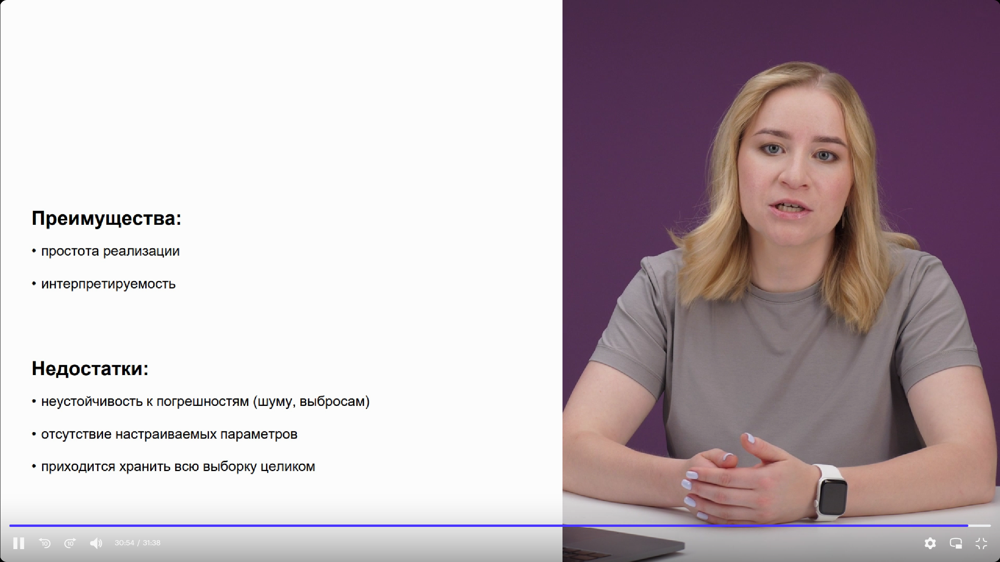 Преимущества:
• простота реализации
• интерпретируемость
Недостатки:
• неустойчивость к погрешностям (шуму, выбросам)
• отсутствие настраиваемых параметров
• приходится хранить всю выборку целиком
10 10 30:54 / 31:38